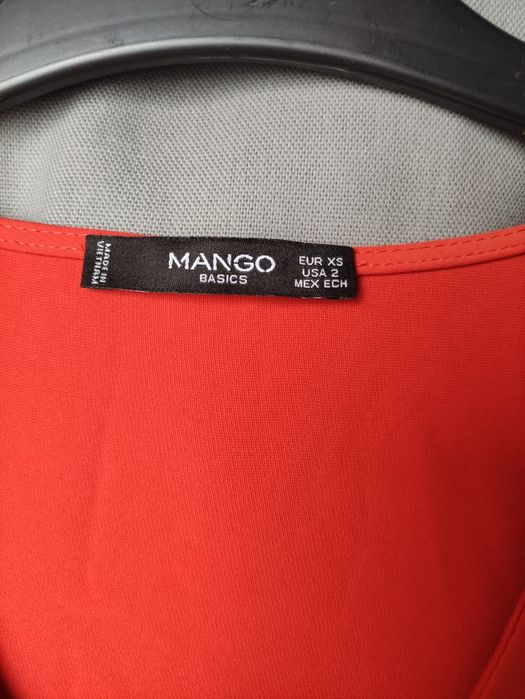 MADE IN
VIETNAM
MANGO
BASICS
EUR XS
USA 2
MEX ECH